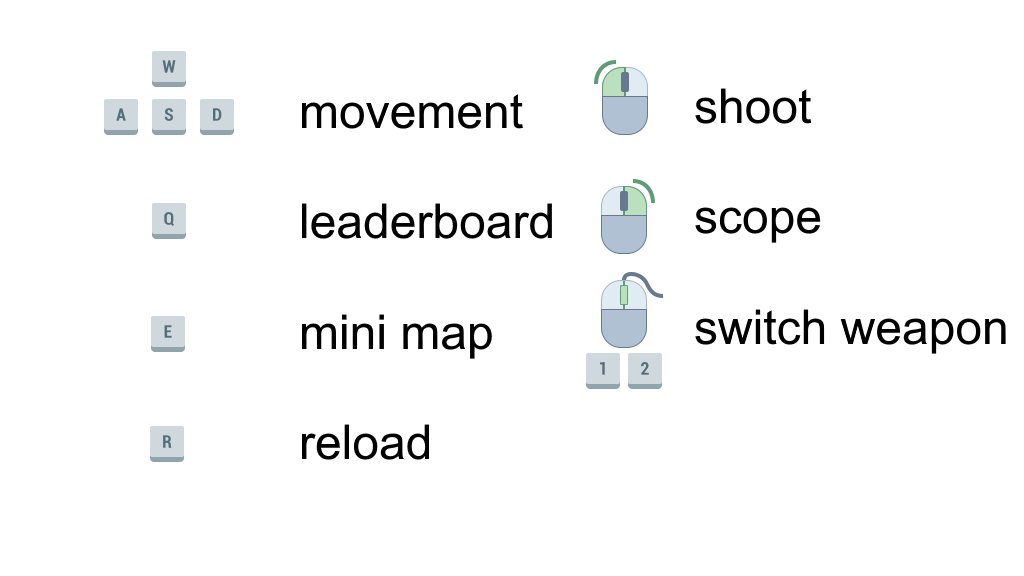 W
A S D movement
Q leaderboard
E mini map
R reload
shoot
scope
switch weapon
1 2